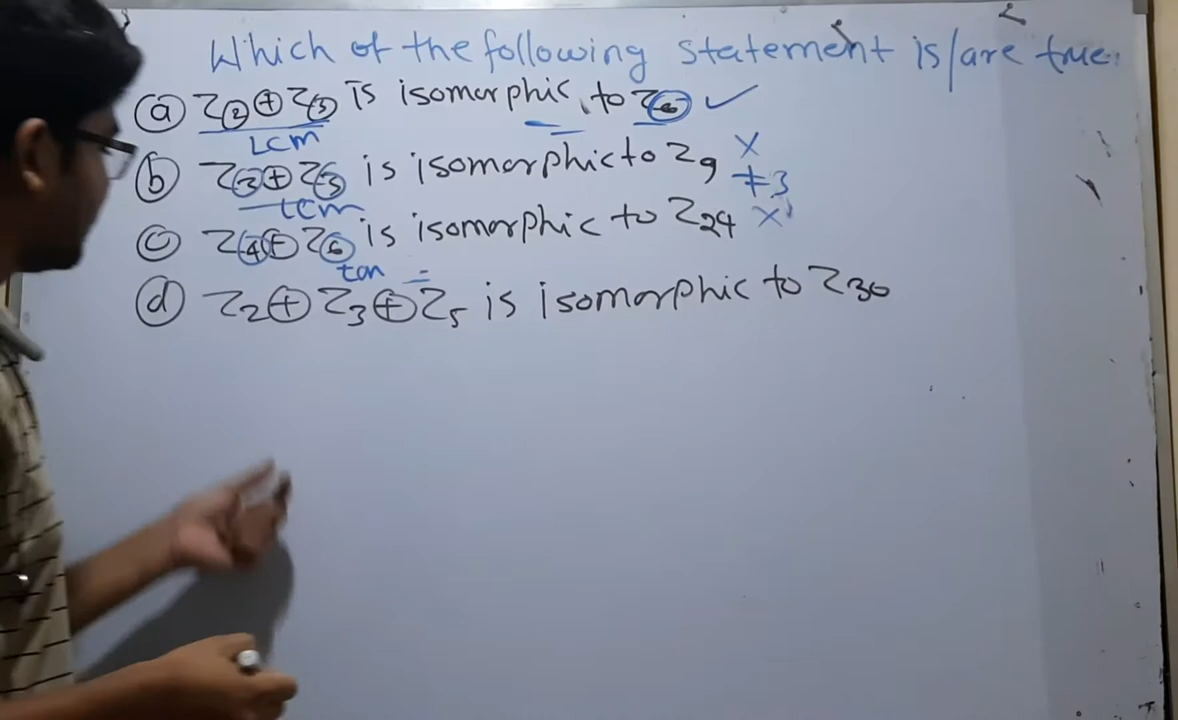 Which of the following statement is/are true.
(a) Z2 ⊕ Z3 is isomorphic to Z6 ✓
LCM
(b) Z3 ⊕ Z3 is isomorphic to Z9 ×
LCM ≠3
(c) Z4 ⊕ Z6 is isomorphic to Z24 ×
=
(d) Z2 ⊕ Z3 ⊕ Z5 is isomorphic to Z30